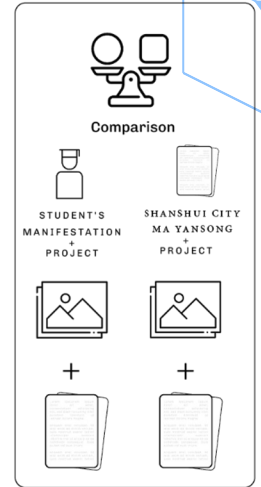 Comparison
STUDENT'S
MANIFESTATION
+
PROJECT
SHANSHUI CITY
MA YANSONG
+
PROJECT
+
+